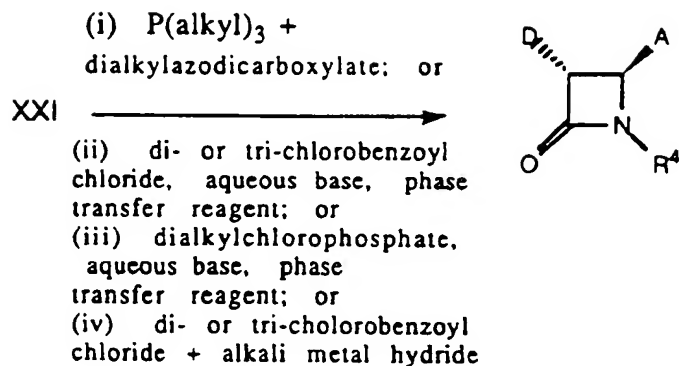 (i) P(alkyl)3 +
dialkylazodicarboxylate; or
XXI
(ii) di- or tri-chlorobenzoyl
chloride, aqueous base, phase
transfer reagent; or
(iii) dialkylchlorophosphate,
aqueous base, phase
transfer reagent; or
(iv) di- or tri-cholorobenzoyl
chloride + alkali metal hydride
D A
O N
R4